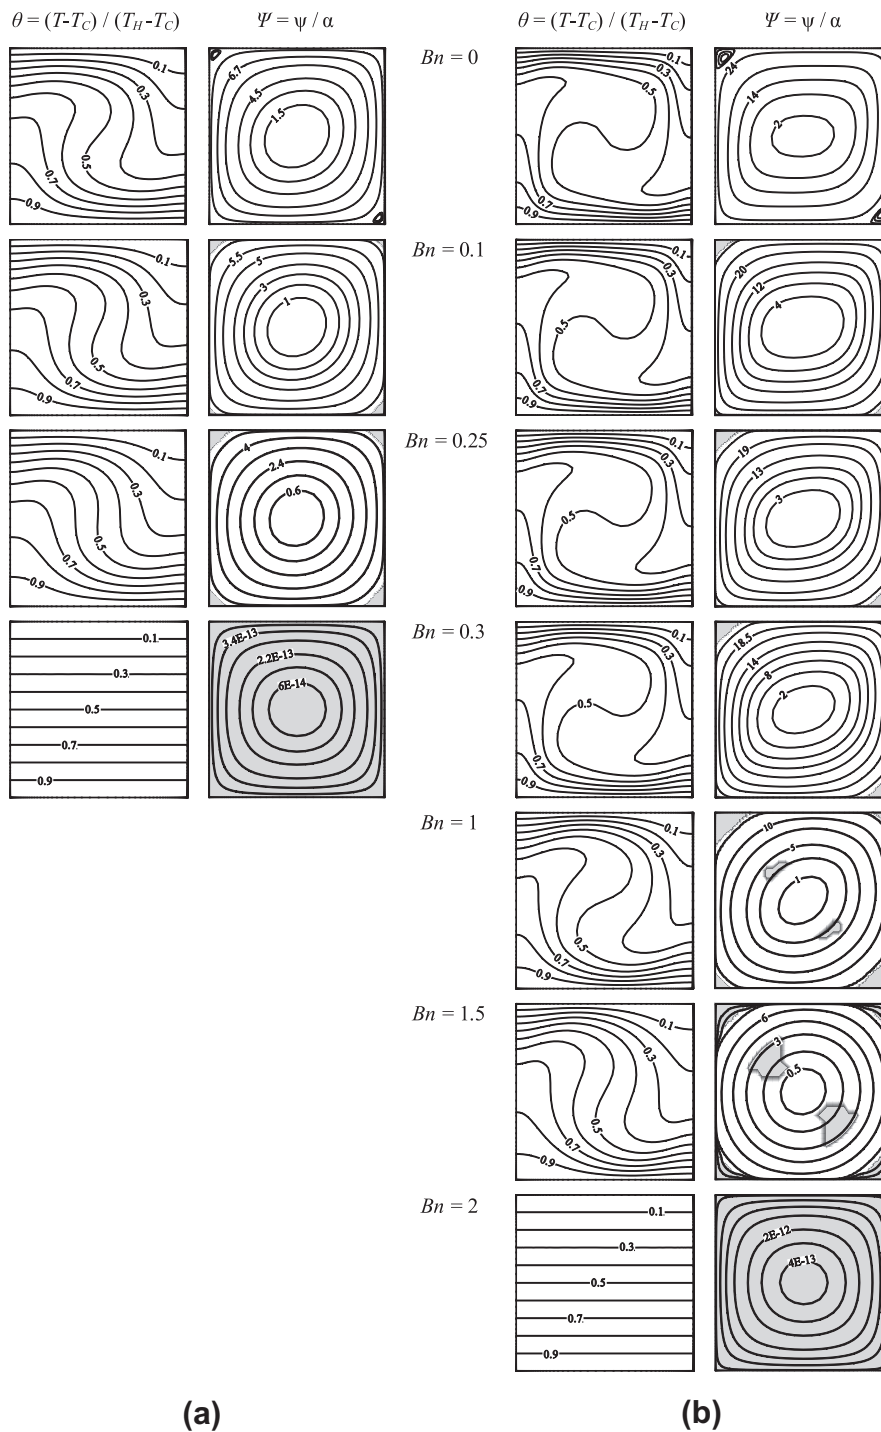 θ = (T-T_C) / (T_H-T_C) Ψ = ψ / α θ = (T-T_C) / (T_H-T_C) Ψ = ψ / α
Bn = 0
0.1 0.3 0.5 0.7 0.9
6.7 4.5 1.5
0.1 0.3 0.5 0.7 0.9
24 14 2
Bn = 0.1
0.1 0.3 0.5 0.7 0.9
5.5 5 3 1
0.1 0.3 0.5 0.7 0.9
20 12 4
Bn = 0.25
0.1 0.3 0.5 0.7 0.9
4 2.4 0.6
0.1 0.3 0.5 0.7 0.9
19 13 3
Bn = 0.3
0.1 0.3 0.5 0.7 0.9
3.4E-13 2.2E-13 6E-14
0.1 0.3 0.5 0.7 0.9
18.5 14 8 2
Bn = 1
0.1 0.3 0.5 0.7 0.9
10 5 1
Bn = 1.5
0.1 0.3 0.5 0.7 0.9
6 3 0.5
Bn = 2
0.1 0.3 0.5 0.7 0.9
2E-12 4E-13
(a) (b)